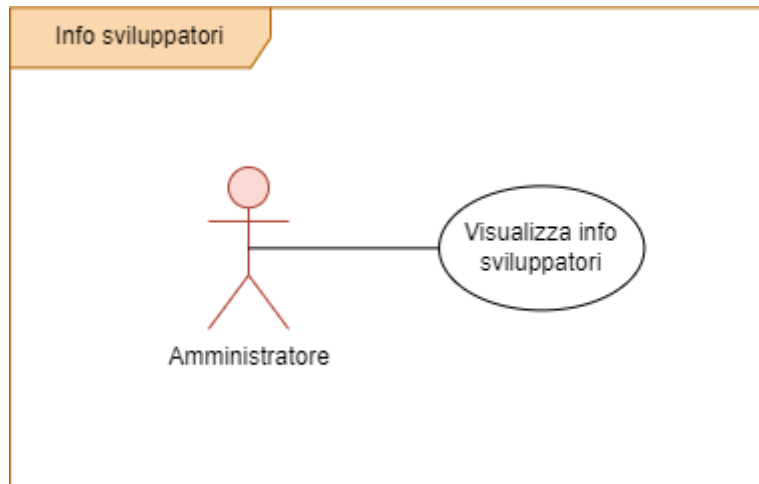 Info sviluppatori
Visualizza info
sviluppatori
Amministratore